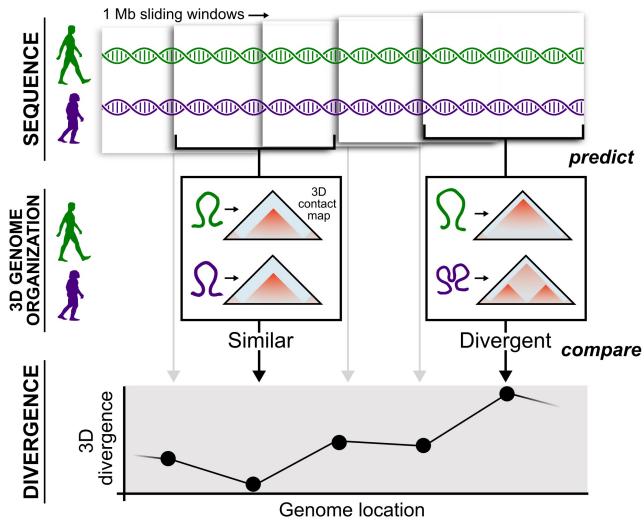 1 Mb sliding windows
SEQUENCE
predict
3D GENOME
ORGANIZATION
3D
contact
map
Similar
Divergent
compare
DIVERGENCE
3D
divergence
Genome location